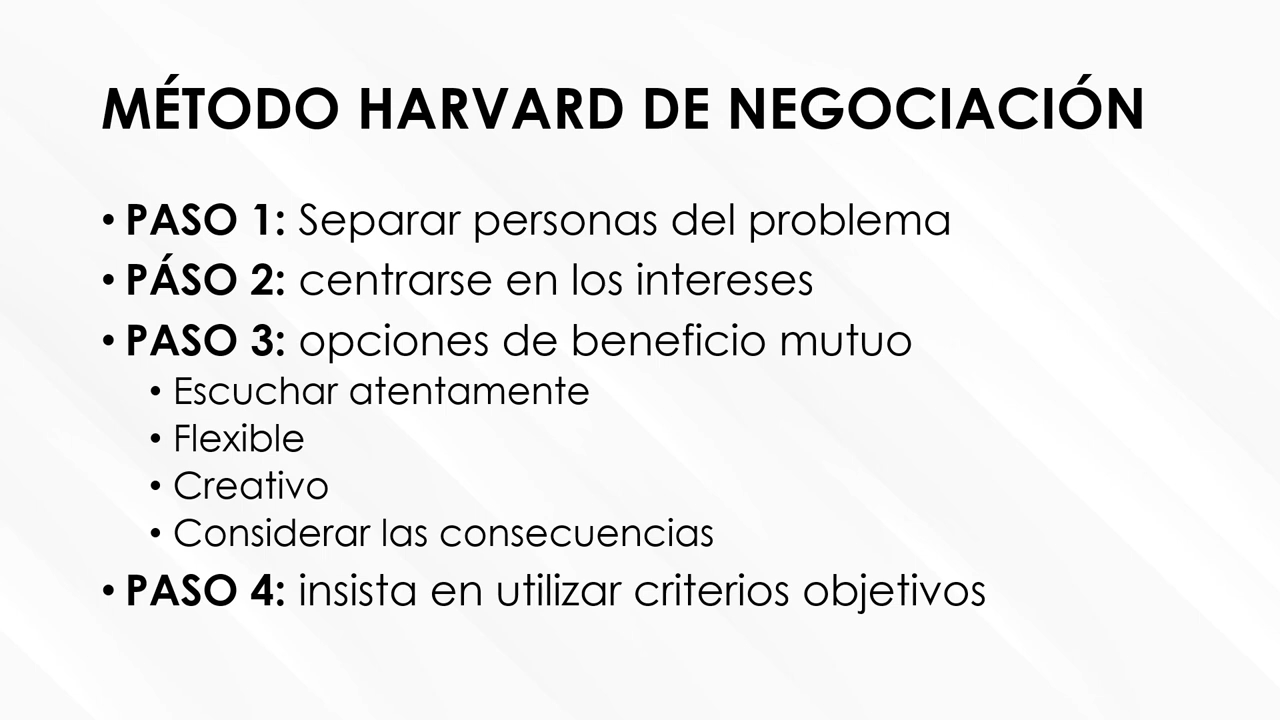 MÉTODO HARVARD DE NEGOCIACIÓN
• PASO 1: Separar personas del problema
• PÁSO 2: centrarse en los intereses
• PASO 3: opciones de beneficio mutuo
• Escuchar atentamente
• Flexible
• Creativo
• Considerar las consecuencias
• PASO 4: insista en utilizar criterios objetivos